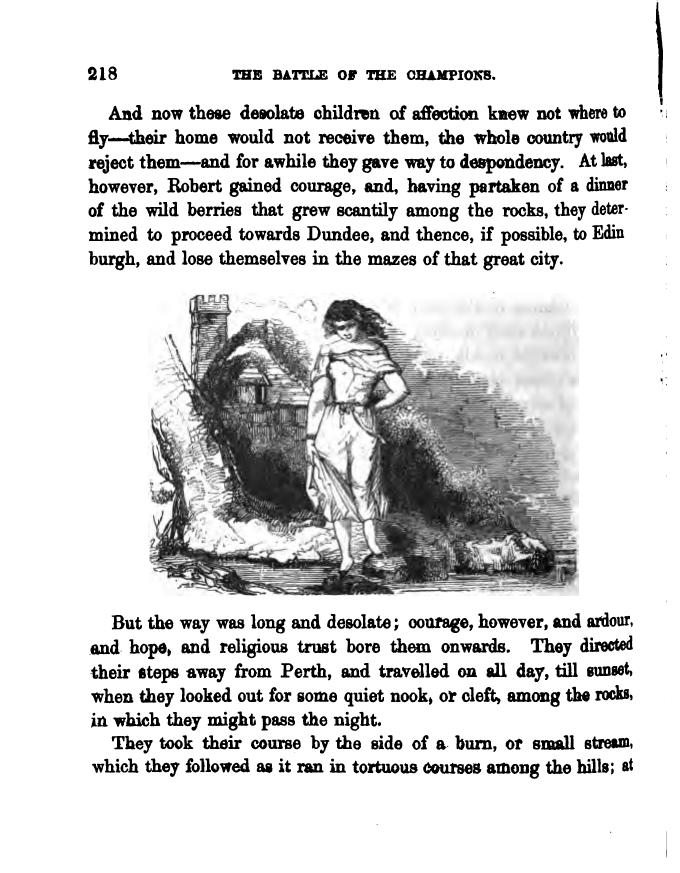 218 THE BATTLE OF THE CHAMPIONS.
And now these desolate children of affection knew not where to
fly—their home would not receive them, the whole country would
reject them—and for awhile they gave way to despondency. At last,
however, Robert gained courage, and, having partaken of a dinner
of the wild berries that grew scantily among the rocks, they deter-
mined to proceed towards Dundee, and thence, if possible, to Edin
burgh, and lose themselves in the mazes of that great city.
But the way was long and desolate; courage, however, and ardour,
and hope, and religious trust bore them onwards. They directed
their steps away from Perth, and travelled on all day, till sunset,
when they looked out for some quiet nook, or cleft, among the rocks,
in which they might pass the night.
They took their course by the side of a burn, or small stream,
which they followed as it ran in tortuous courses among the hills; at